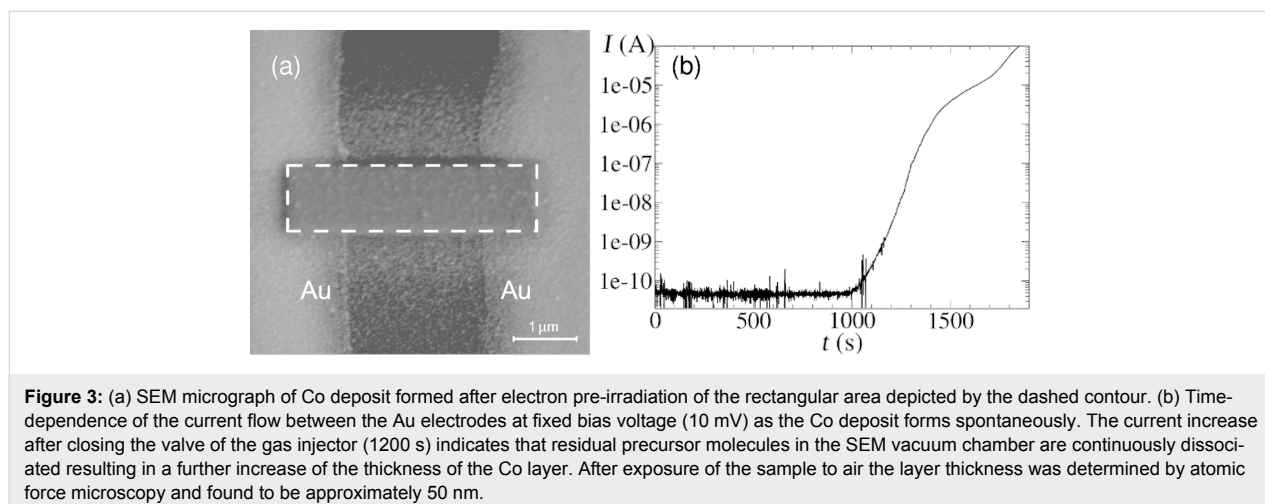 (a)
Au
Au
1 μm
I (A)
(b)
1e-05
1e-06
1e-07
1e-08
1e-09
1e-10
0
500
1000
1500
t (s)
Figure 3: (a) SEM micrograph of Co deposit formed after electron pre-irradiation of the rectangular area depicted by the dashed contour. (b) Time-
dependence of the current flow between the Au electrodes at fixed bias voltage (10 mV) as the Co deposit forms spontaneously. The current increase
after closing the valve of the gas injector (1200 s) indicates that residual precursor molecules in the SEM vacuum chamber are continuously dissoci-
ated resulting in a further increase of the thickness of the Co layer. After exposure of the sample to air the layer thickness was determined by atomic
force microscopy and found to be approximately 50 nm.